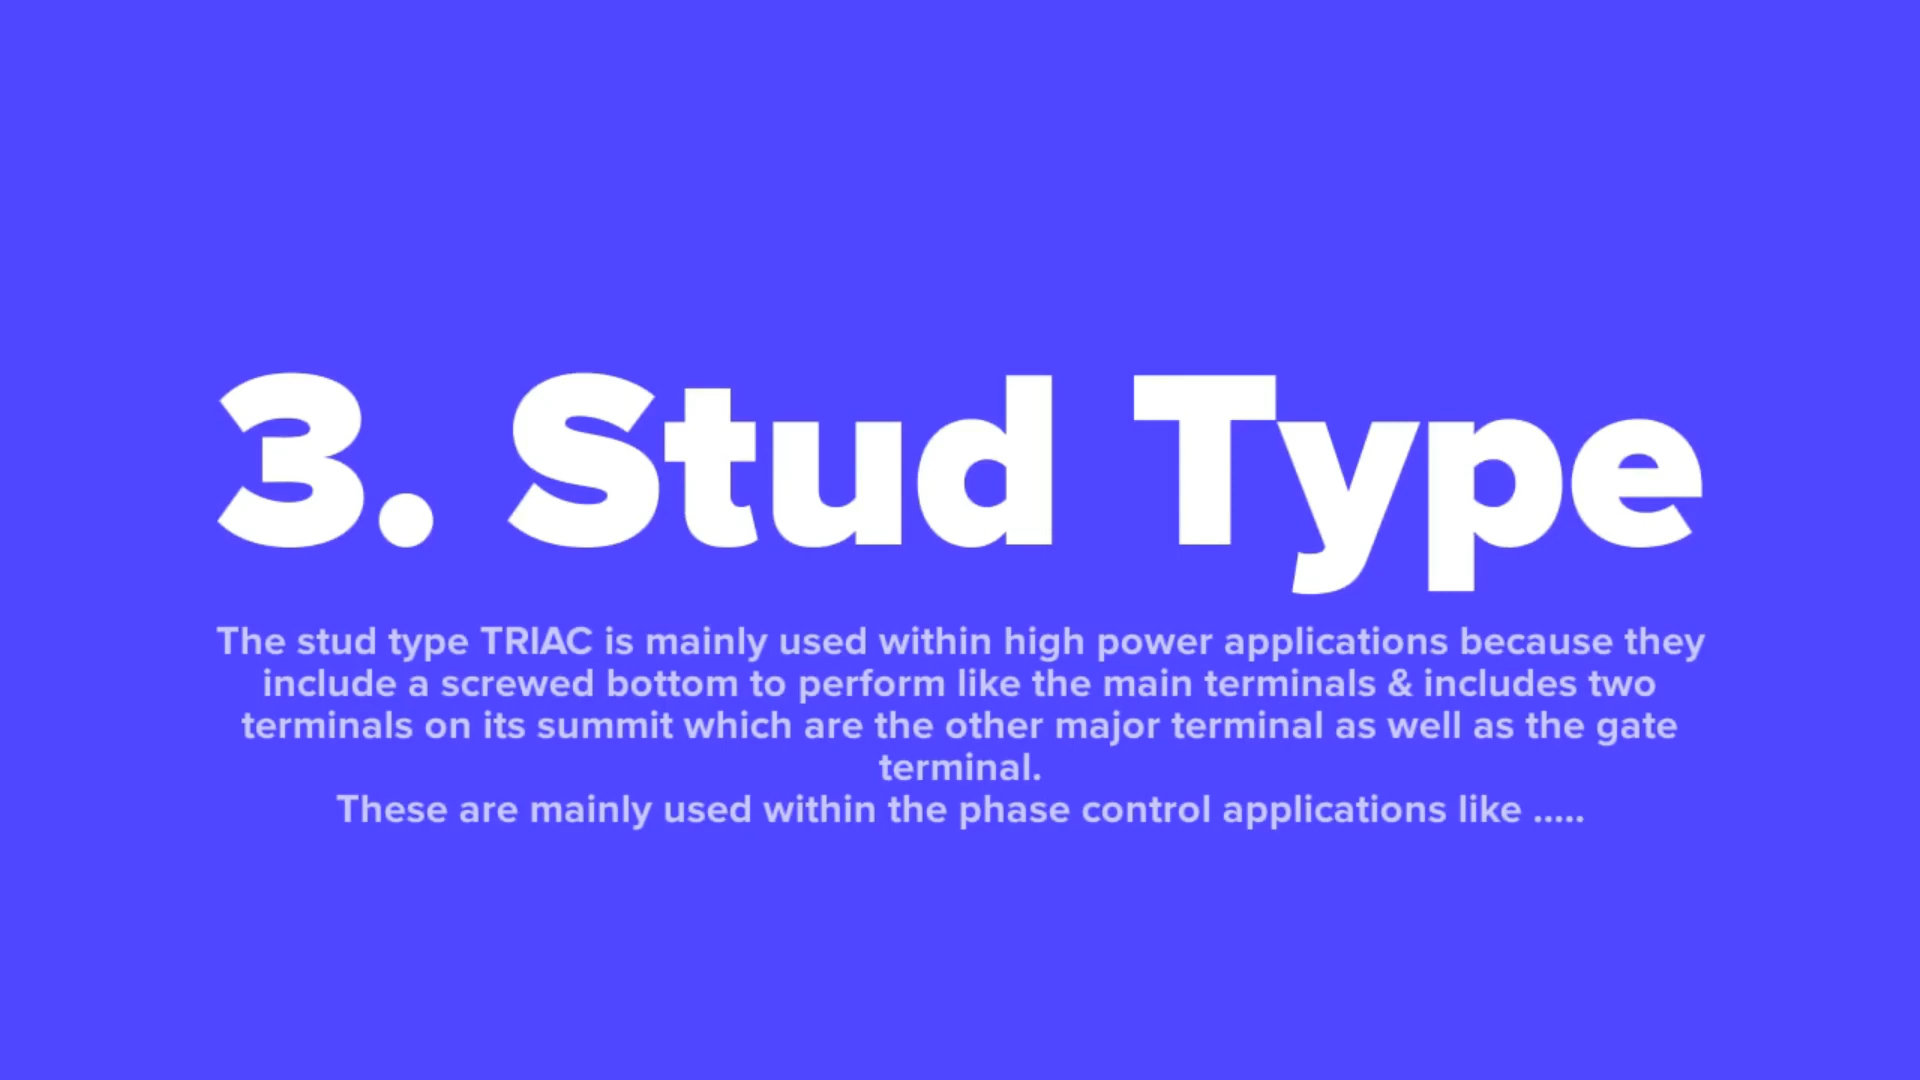 3. Stud Type
The stud type TRIAC is mainly used within high power applications because they
include a screwed bottom to perform like the main terminals & includes two
terminals on its summit which are the other major terminal as well as the gate
terminal.
These are mainly used within the phase control applications like .....